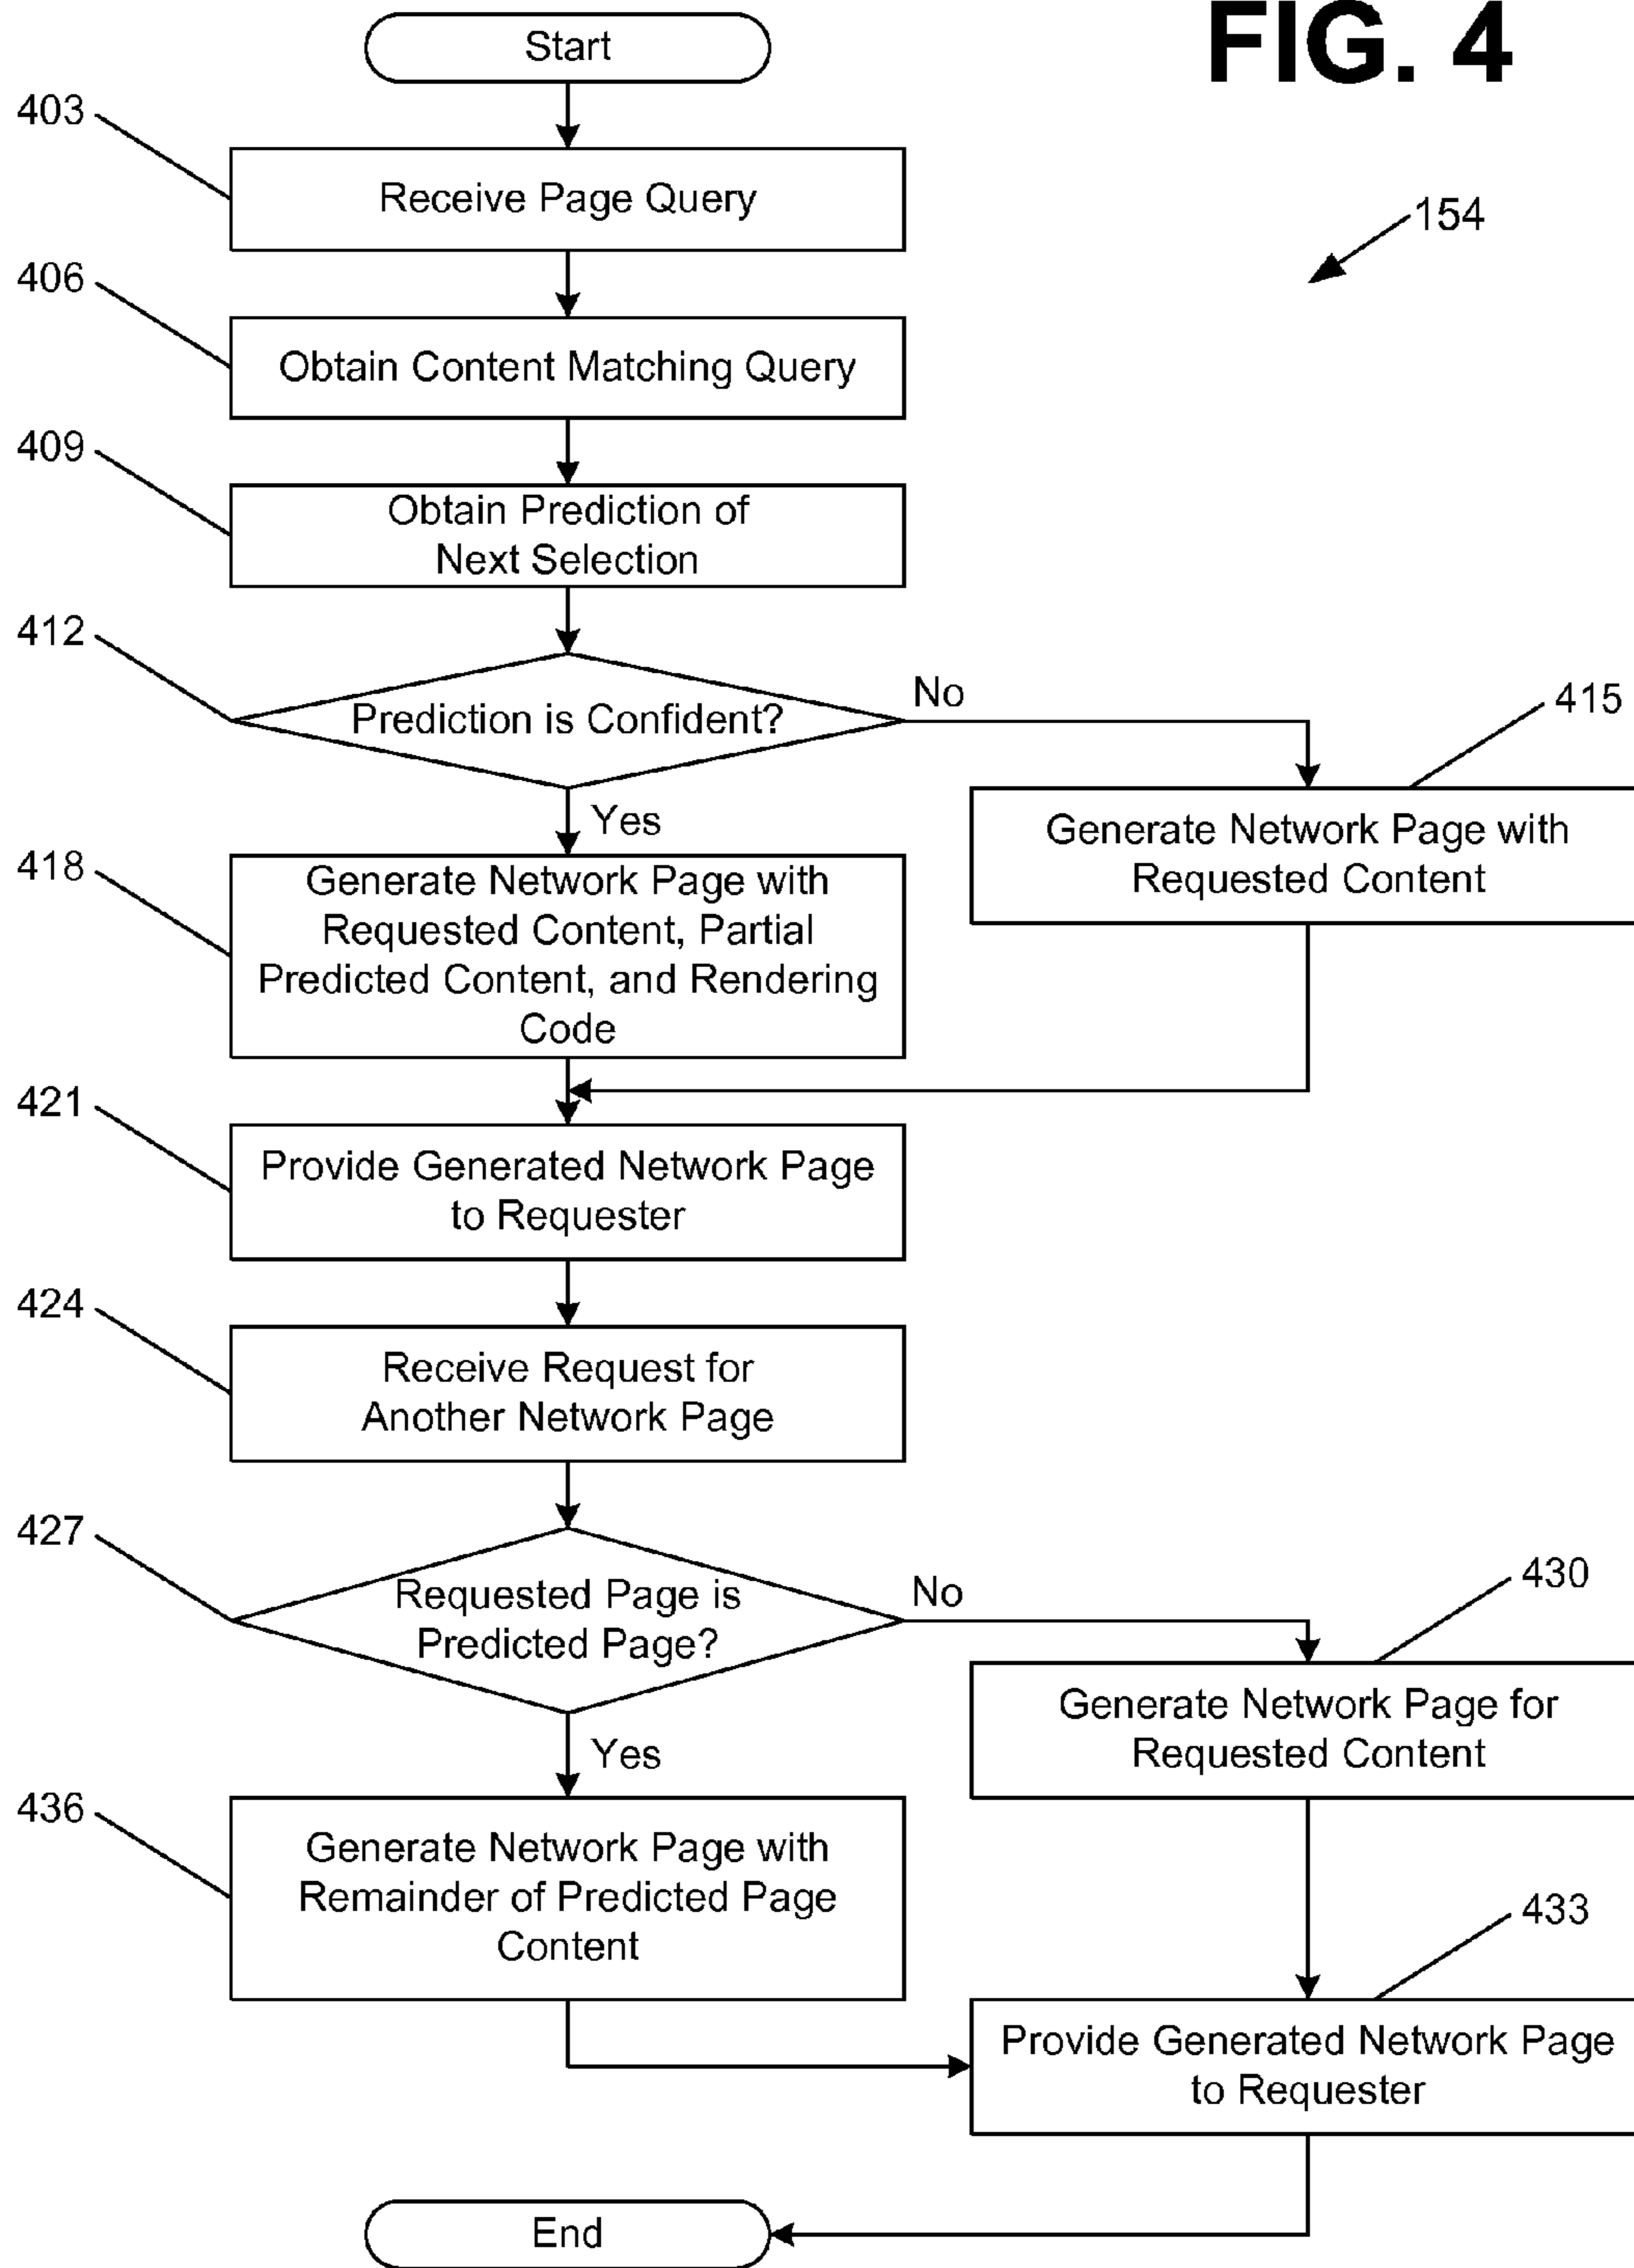 FIG. 4
Start
403
Receive Page Query
154
406
Obtain Content Matching Query
409
Obtain Prediction of
Next Selection
412
Prediction is Confident?
No
415
Yes
Generate Network Page with
Requested Content
418
Generate Network Page with
Requested Content, Partial
Predicted Content, and Rendering
Code
421
Provide Generated Network Page
to Requester
424
Receive Request for
Another Network Page
427
Requested Page is
Predicted Page?
No
430
Generate Network Page for
Requested Content
Yes
436
Generate Network Page with
Remainder of Predicted Page
Content
433
Provide Generated Network Page
to Requester
End